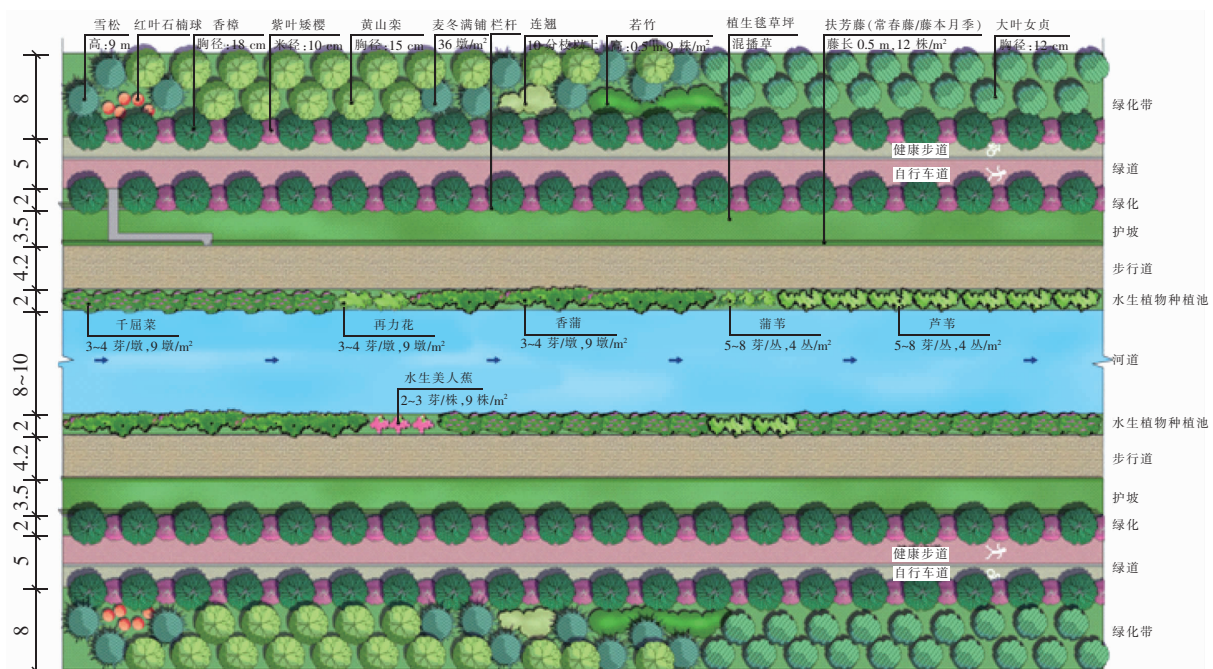 雪松
高:9 m
红叶石楠球
香樟
胸径:18 cm
紫叶矮樱
米径:10 cm
黄山栾
胸径:15 cm
麦冬满铺
36 墩/m²
栏杆
连翘
10 分枝以上
若竹
高:0.5 m,9 株/m²
植生毯草坪
混播草
扶芳藤(常春藤/藤本月季)
藤长 0.5 m,12 株/m²
大叶女贞
胸径:12 cm
8
绿化带
健康步道
5
绿道
自行车道
2
绿化
3.5
护坡
4.2
步行道
2
水生植物种植池
千屈菜
3~4 芽/墩,9 墩/m²
再力花
3~4 芽/墩,9 墩/m²
香蒲
3~4 芽/墩,9 墩/m²
蒲苇
5~8 芽/丛,4 丛/m²
芦苇
5~8 芽/丛,4 丛/m²
8~10
河道
水生美人蕉
2~3 芽/株,9 株/m²
2
水生植物种植池
4.2
步行道
3.5
护坡
2
绿化
健康步道
5
绿道
自行车道
8
绿化带